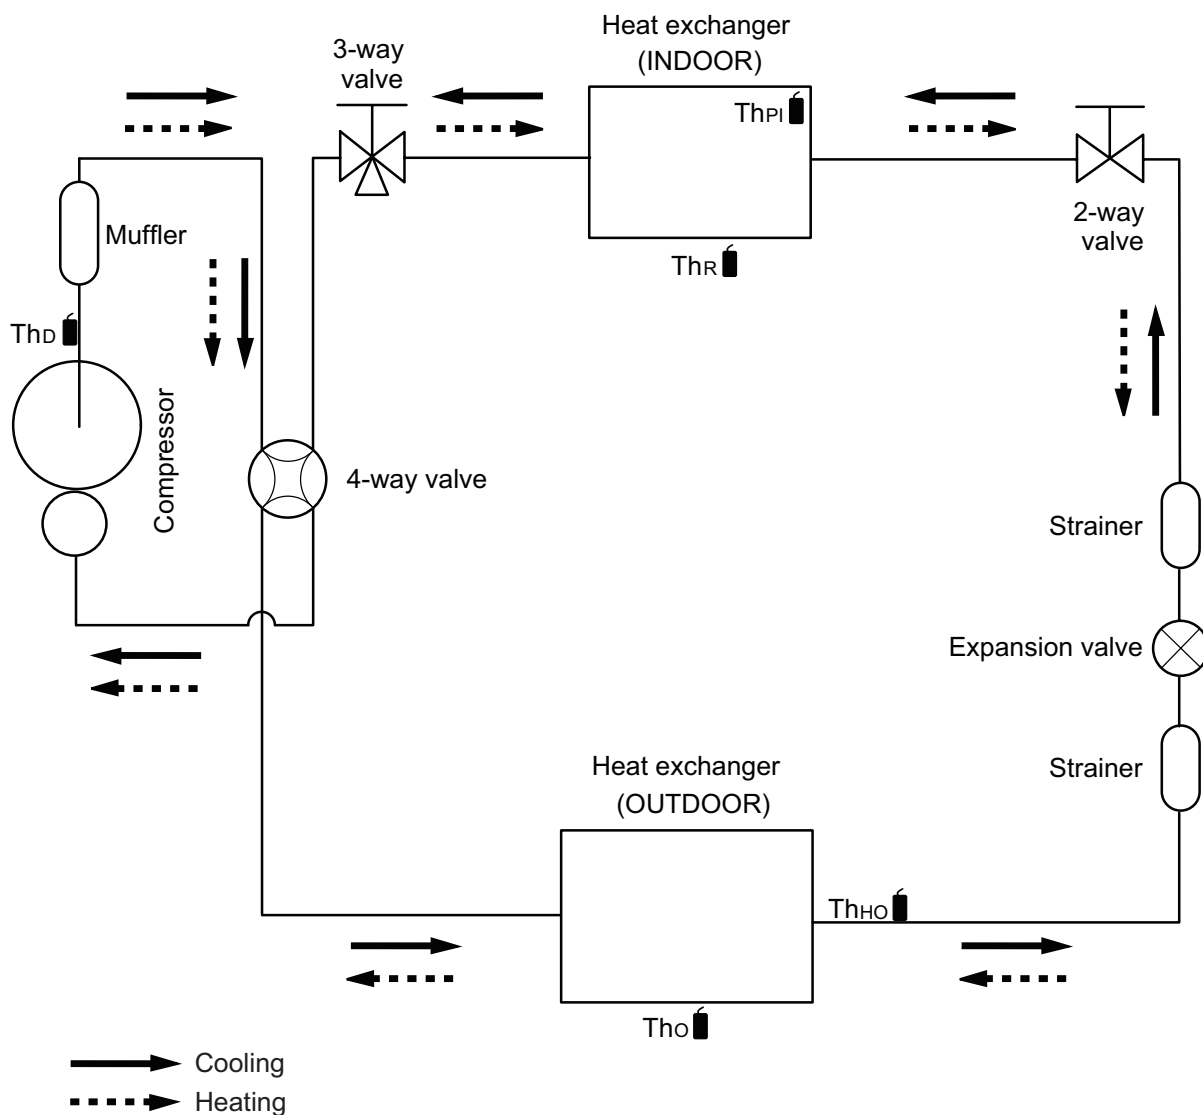 Heat exchanger
(INDOOR)
3-way
valve
ThPI
Muffler
2-way
valve
ThR
ThD
Compressor
4-way valve
Strainer
Expansion valve
Heat exchanger
(OUTDOOR)
Strainer
ThHO
ThO
Cooling
Heating